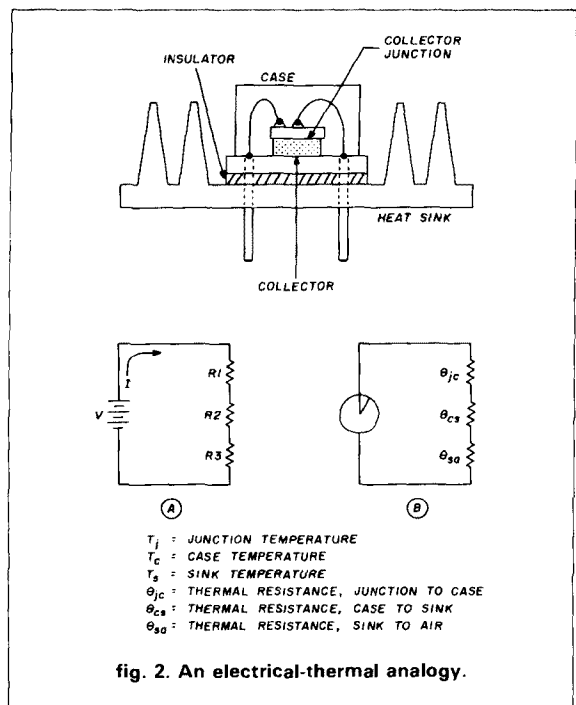 COLLECTOR
JUNCTION
INSULATOR
CASE
HEAT SINK
COLLECTOR
I
V
R1
R2
R3
A
θjc
θcs
θsa
B
Tj = JUNCTION TEMPERATURE
Tc = CASE TEMPERATURE
Ts = SINK TEMPERATURE
θjc = THERMAL RESISTANCE, JUNCTION TO CASE
θcs = THERMAL RESISTANCE, CASE TO SINK
θsa = THERMAL RESISTANCE, SINK TO AIR
fig. 2. An electrical-thermal analogy.